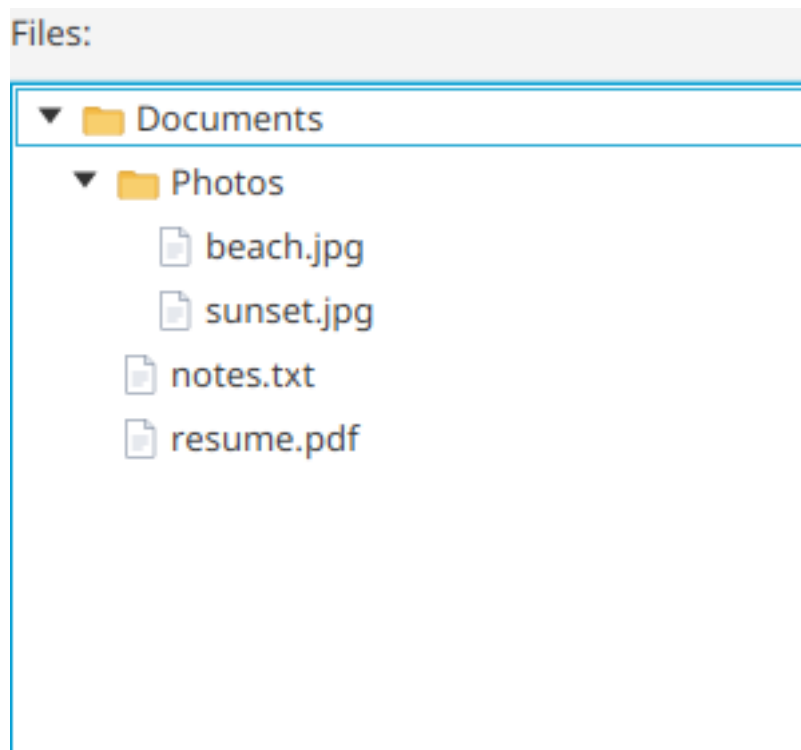 Files:
Documents
Photos
beach.jpg
sunset.jpg
notes.txt
resume.pdf